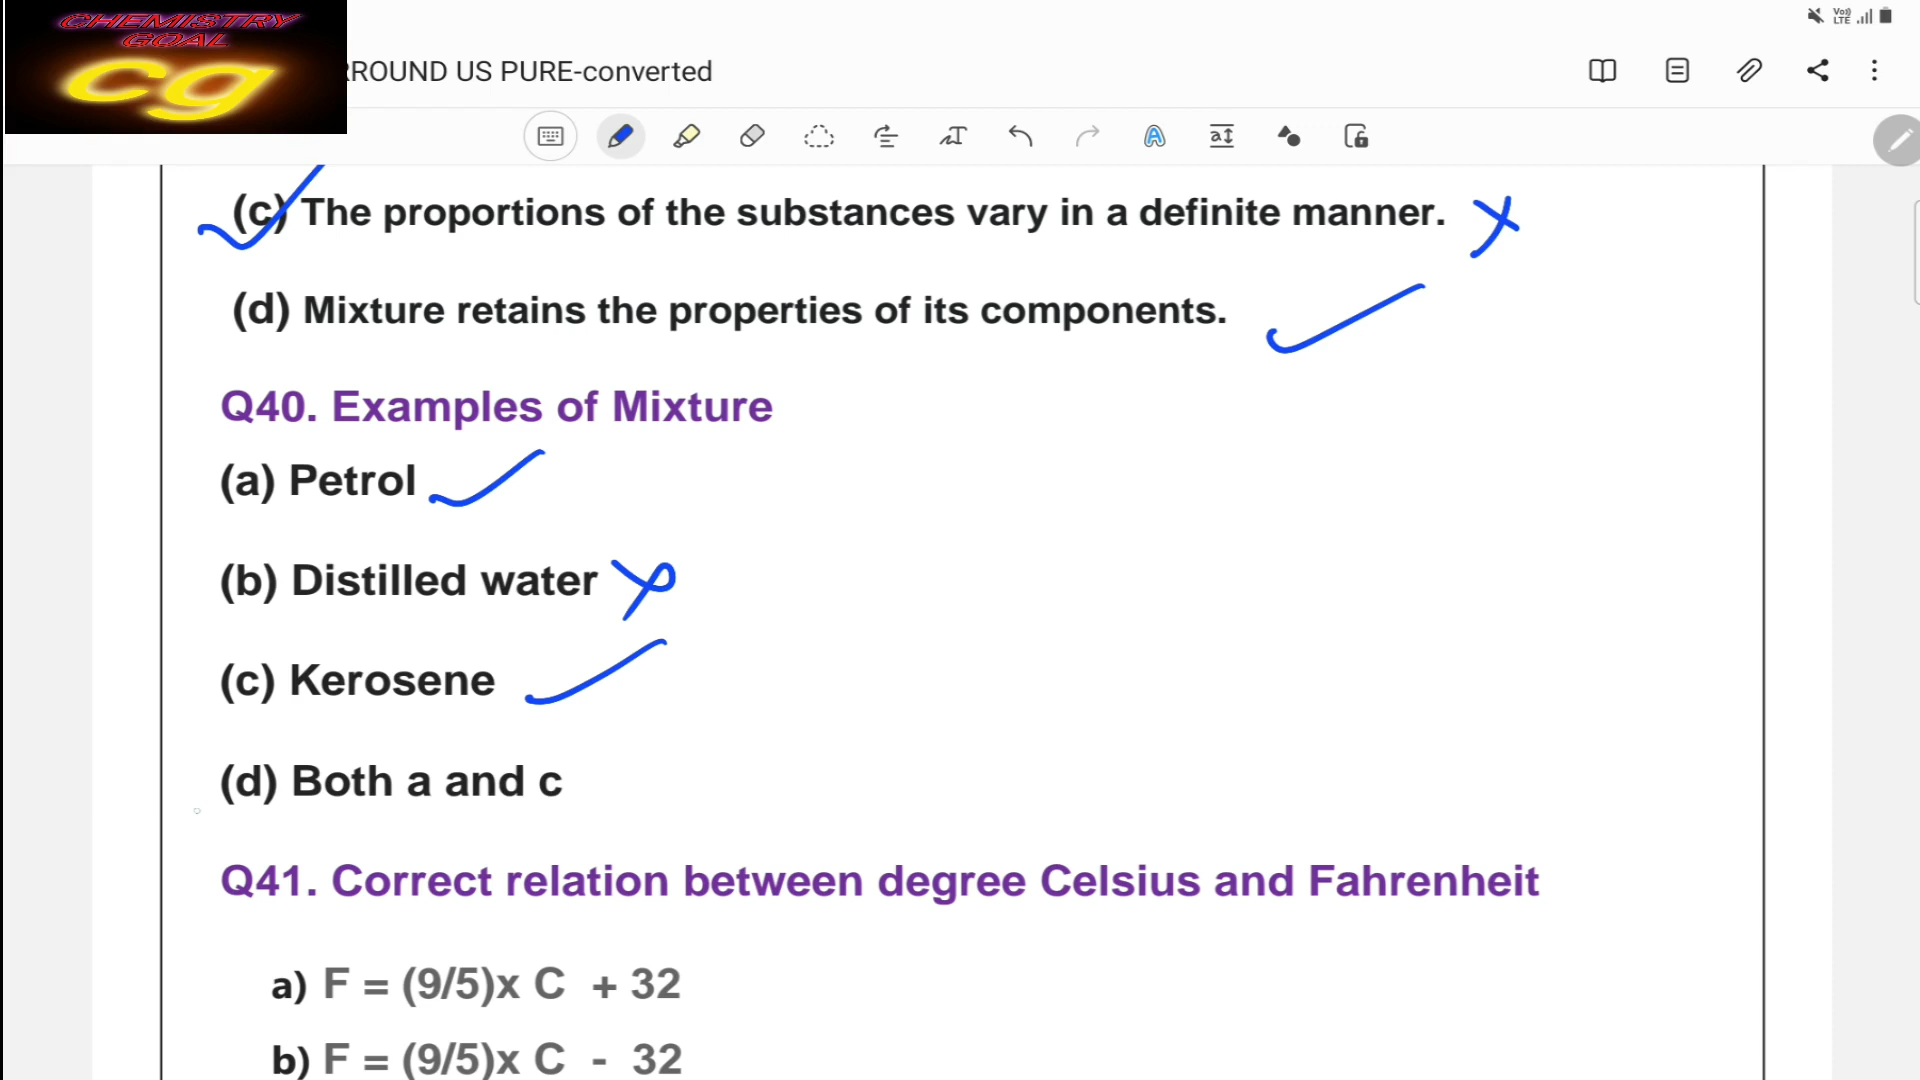 CHEMISTRY
GOAL
cg
RROUND US PURE-converted
(c) The proportions of the substances vary in a definite manner.
(d) Mixture retains the properties of its components.
Q40. Examples of Mixture
(a) Petrol
(b) Distilled water
(c) Kerosene
(d) Both a and c
Q41. Correct relation between degree Celsius and Fahrenheit
a) F = (9/5)x C + 32
b) F = (9/5)x C - 32